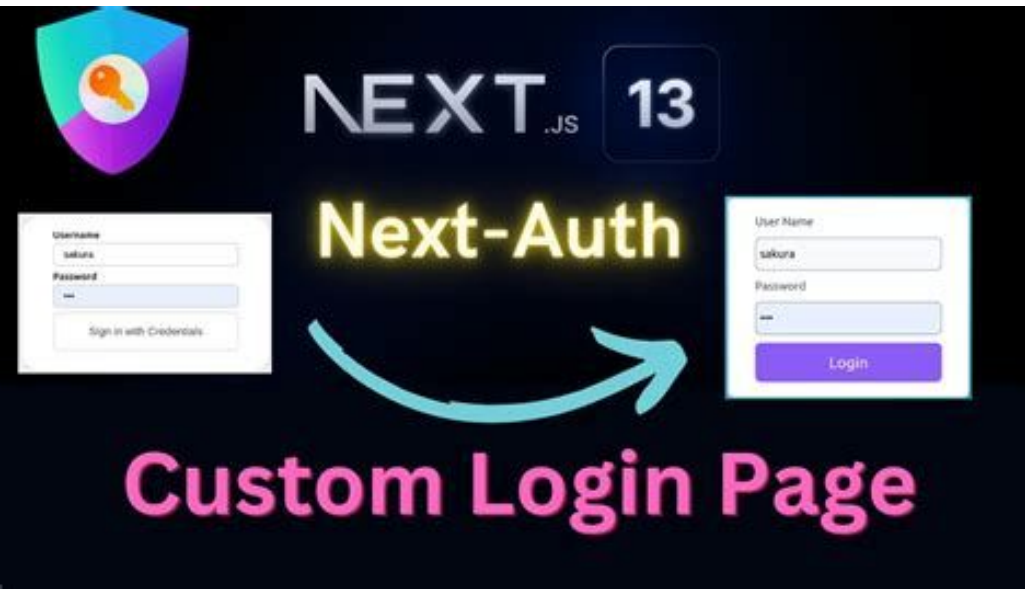 NEXT.JS 13
Next-Auth
Username
sakura
Password
•••
Sign in with Credentials
User Name
sakura
Password
•••
Login
Custom Login Page